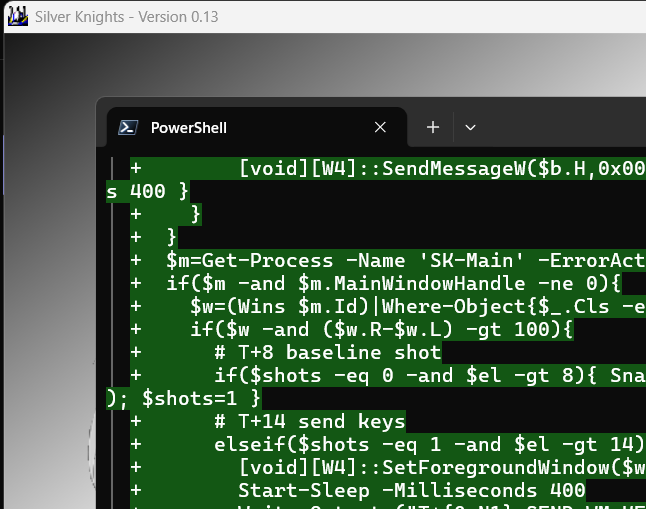 Silver Knights - Version 0.13
PowerShell
+        [void][W4]::SendMessageW($b.H,0x00
s 400 }
+    }
+  }
+  $m=Get-Process -Name 'SK-Main' -ErrorAct
+  if($m -and $m.MainWindowHandle -ne 0){
+    $w=(Wins $m.Id)|Where-Object{$_.Cls -e
+    if($w -and ($w.R-$w.L) -gt 100){
+      # T+8 baseline shot
+      if($shots -eq 0 -and $el -gt 8){ Sna
); $shots=1 }
+      # T+14 send keys
+      elseif($shots -eq 1 -and $el -gt 14)
+        [void][W4]::SetForegroundWindow($w
+        Start-Sleep -Milliseconds 400